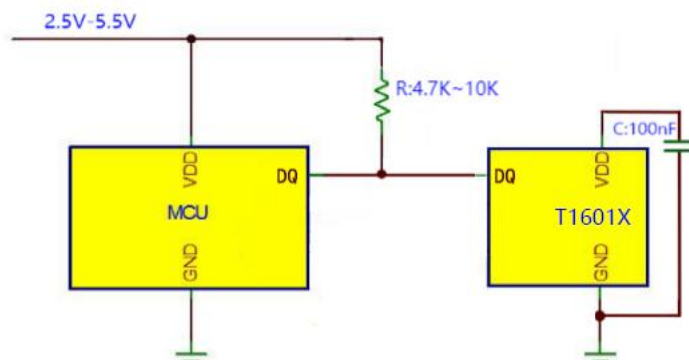 2.5V-5.5V
R:4.7K~10K
C:100nF
VDD
DQ
MCU
GND
DQ
VDD
T1601X
GND